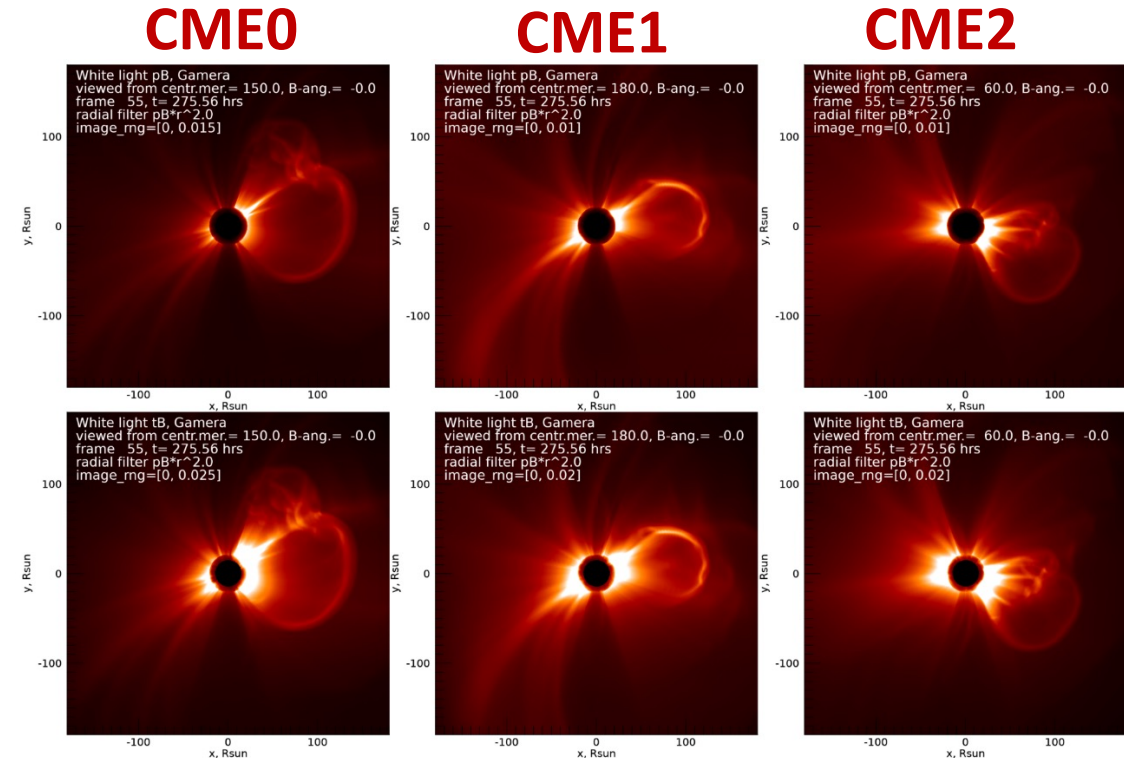 CME0
CME1
CME2
White light pB, Gamera
viewed from centr.mer.= 150.0, B-ang.=  -0.0
frame   55, t= 275.56 hrs
radial filter pB*r^2.0
image_rng=[0, 0.015]
100
0
-100
y, Rsun
-100
0
100
x, Rsun
White light pB, Gamera
viewed from centr.mer.= 180.0, B-ang.=  -0.0
frame   55, t= 275.56 hrs
radial filter pB*r^2.0
image_rng=[0, 0.01]
100
0
-100
y, Rsun
-100
0
100
x, Rsun
White light pB, Gamera
viewed from centr.mer.=  60.0, B-ang.=  -0.0
frame   55, t= 275.56 hrs
radial filter pB*r^2.0
image_rng=[0, 0.01]
100
0
-100
y, Rsun
-100
0
100
x, Rsun
White light tB, Gamera
viewed from centr.mer.= 150.0, B-ang.=  -0.0
frame   55, t= 275.56 hrs
radial filter pB*r^2.0
image_rng=[0, 0.025]
100
0
-100
y, Rsun
-100
0
100
x, Rsun
White light tB, Gamera
viewed from centr.mer.= 180.0, B-ang.=  -0.0
frame   55, t= 275.56 hrs
radial filter pB*r^2.0
image_rng=[0, 0.02]
100
0
-100
y, Rsun
-100
0
100
x, Rsun
White light tB, Gamera
viewed from centr.mer.=  60.0, B-ang.=  -0.0
frame   55, t= 275.56 hrs
radial filter pB*r^2.0
image_rng=[0, 0.02]
100
0
-100
y, Rsun
-100
0
100
x, Rsun